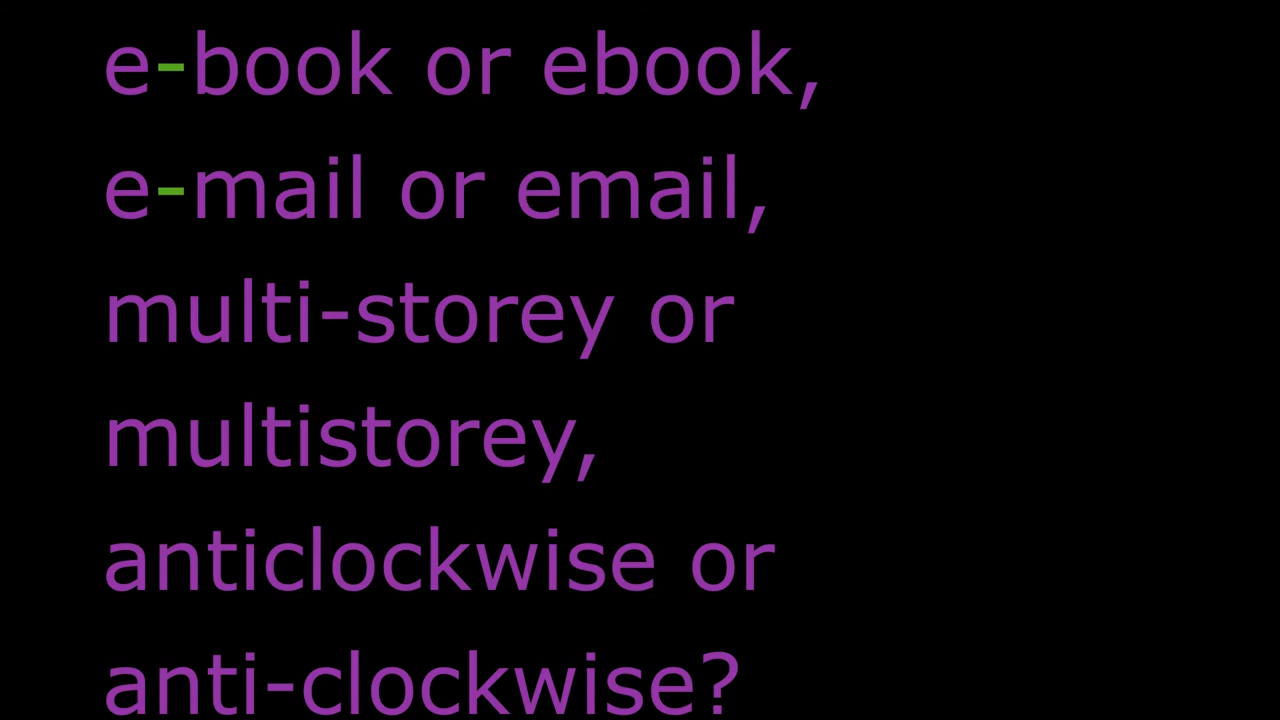 e-book or ebook,
e-mail or email,
multi-storey or
multistorey,
anticlockwise or
anti-clockwise?